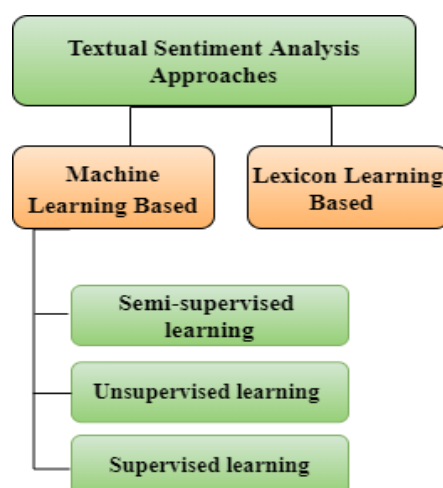 Textual Sentiment Analysis
Approaches
Machine
Learning Based
Lexicon Learning
Based
Semi-supervised
learning
Unsupervised learning
Supervised learning